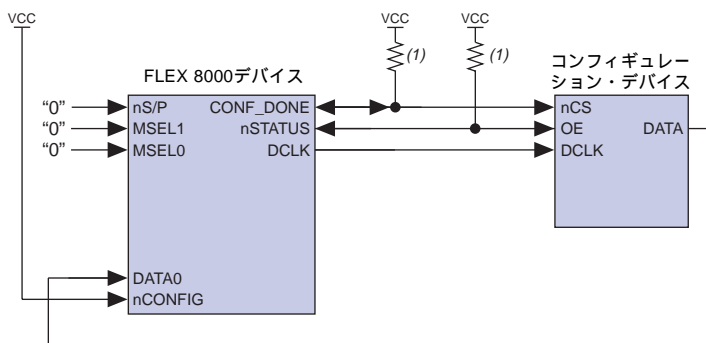 VCC
VCC
VCC
(1)
(1)
FLEX 8000デバイス
コンフィギュレー
ション・デバイス
“0”
nS/P
CONF_DONE
nCS
“0”
MSEL1
nSTATUS
OE
DATA
“0”
MSEL0
DCLK
DCLK
DATA0
nCONFIG